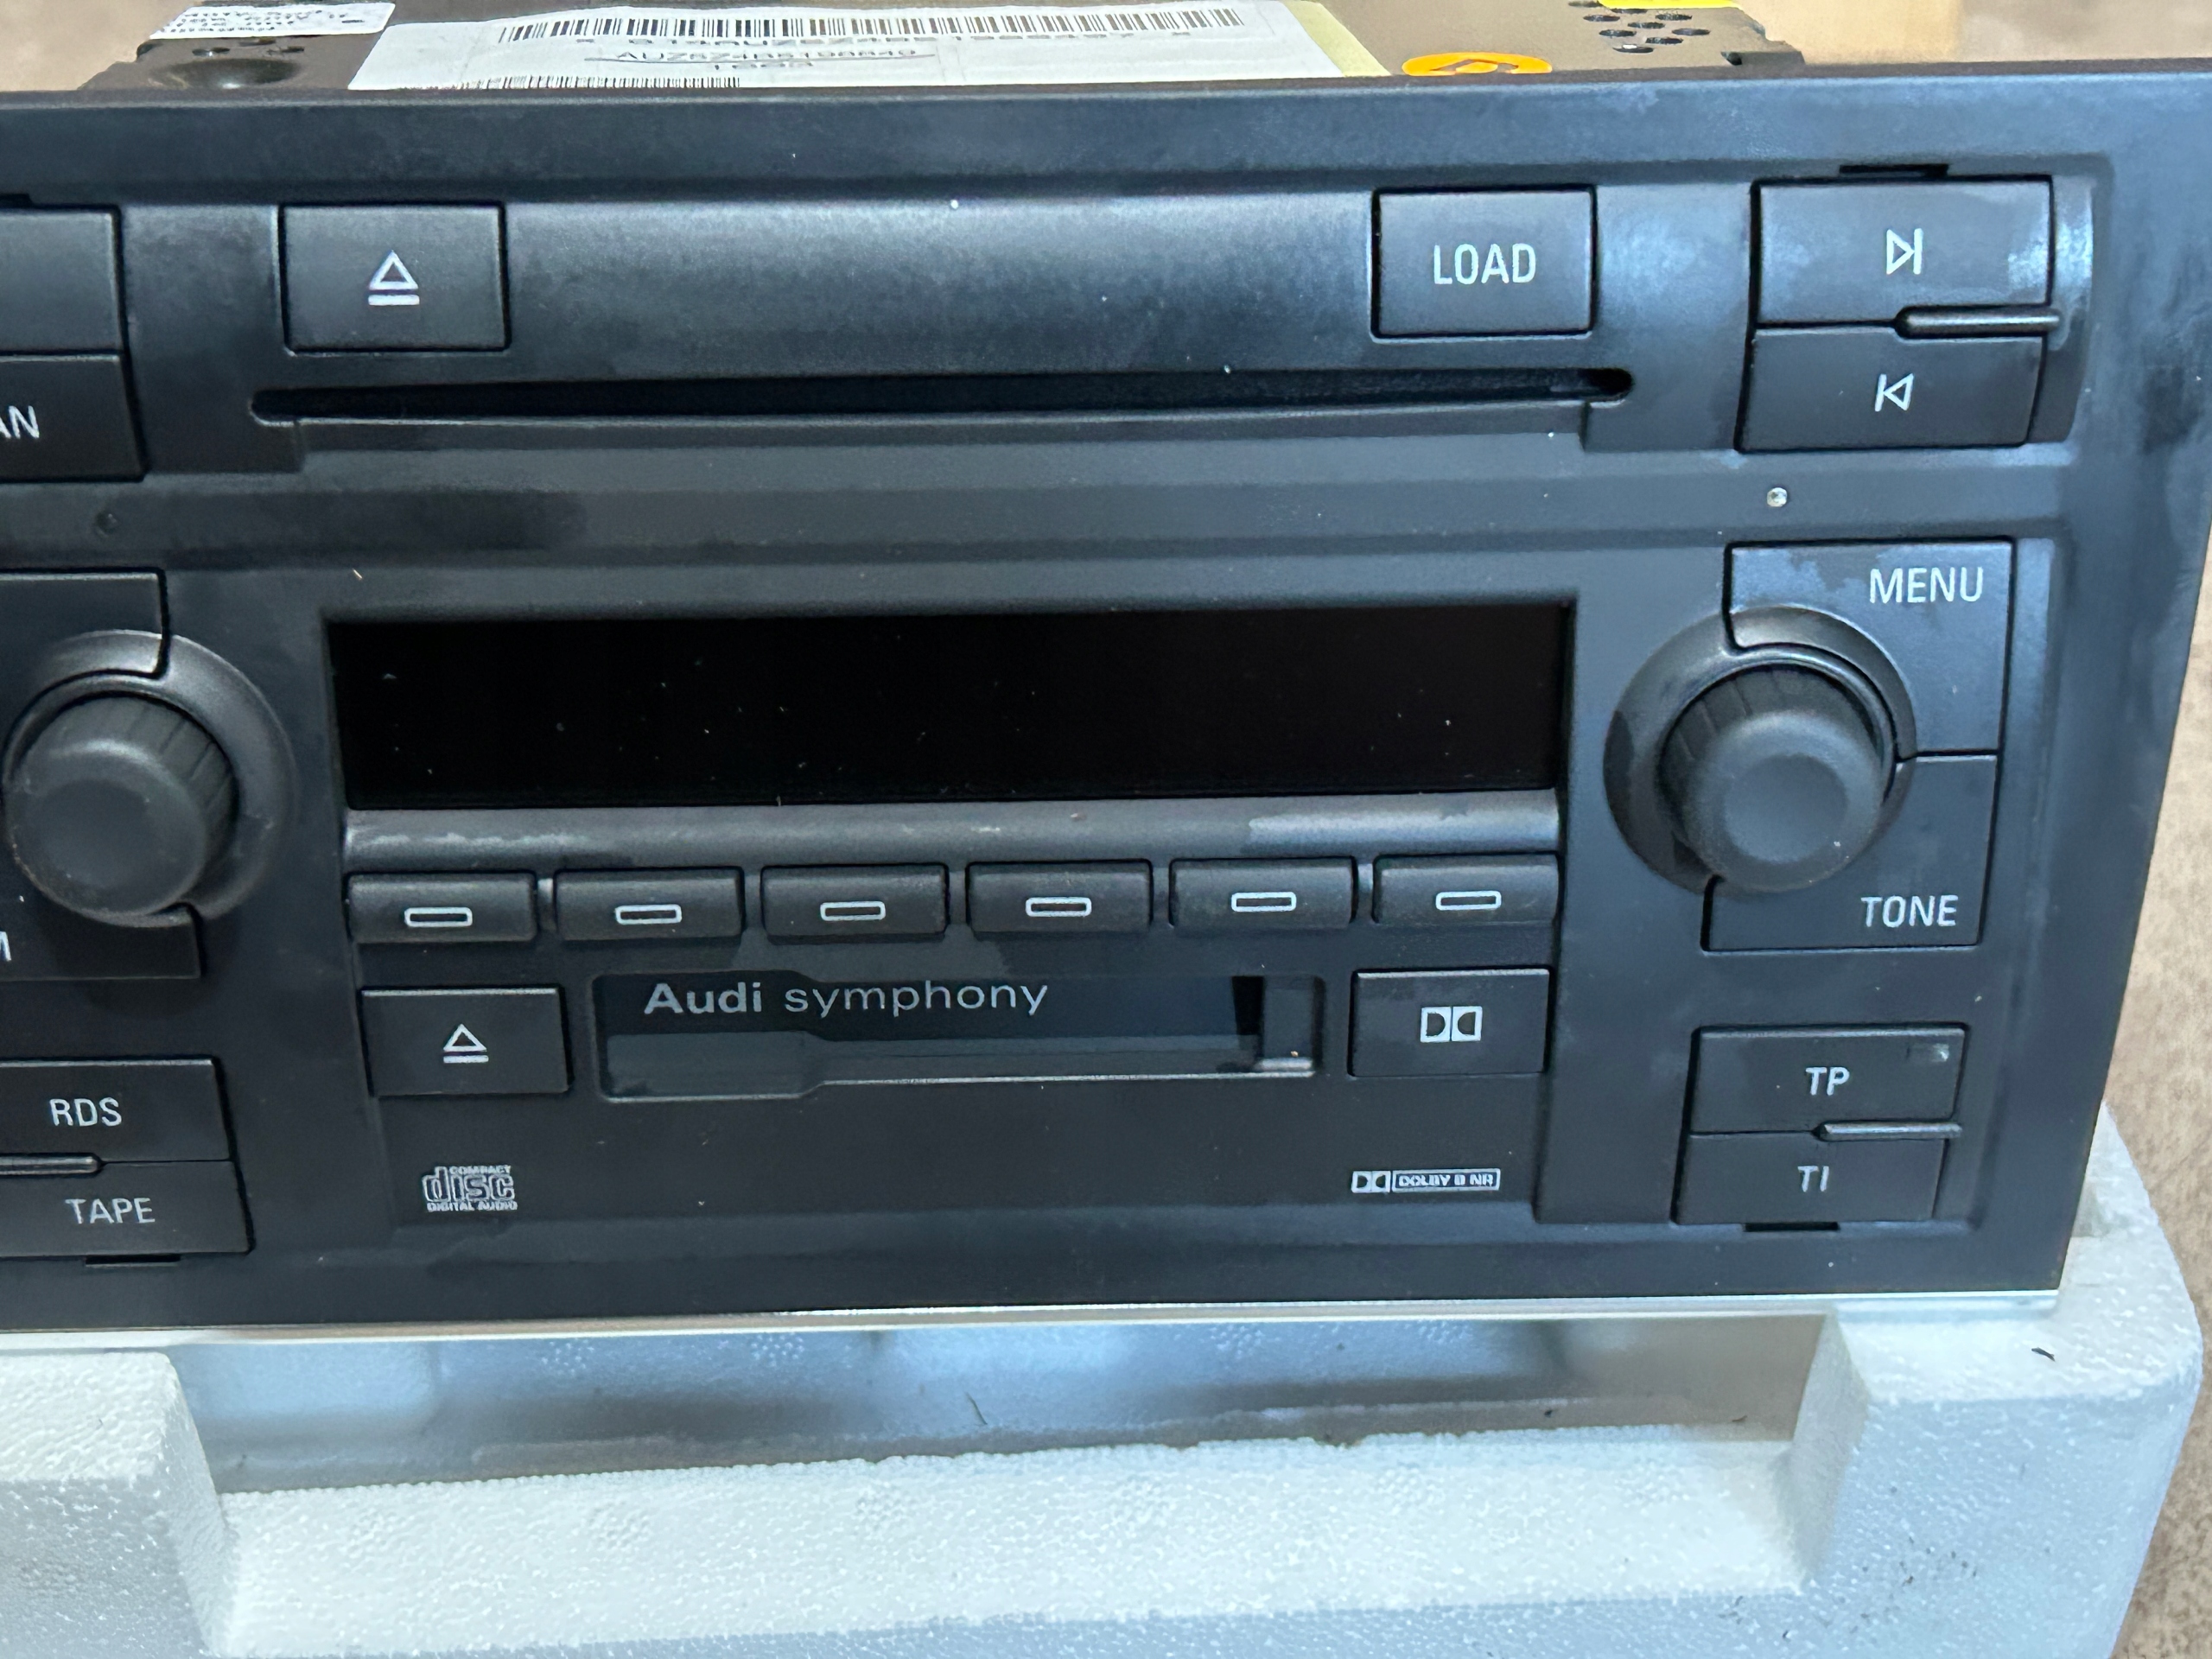 LOAD
AN
MENU
TONE
M
Audi symphony
RDS
TP
TAPE
TI
COMPACT
disc
DIGITAL AUDIO
DOLBY B NR